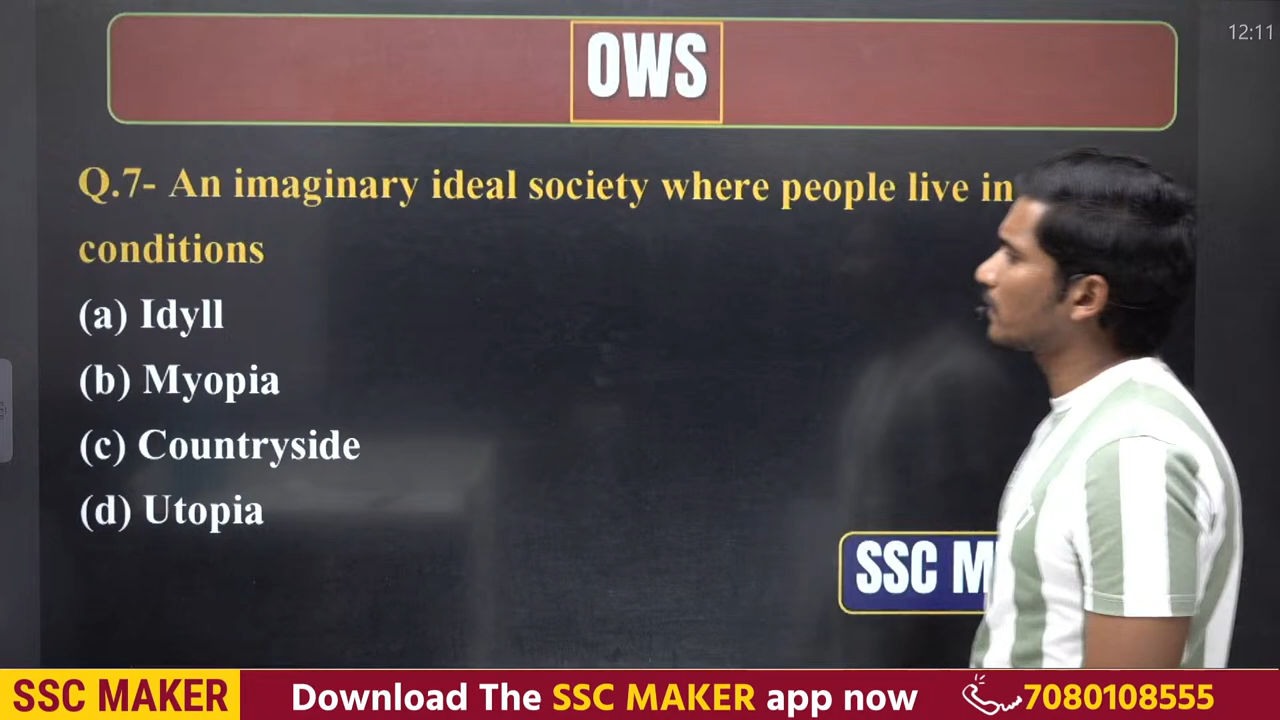 12:11
OWS
Q.7- An imaginary ideal society where people live in
conditions
(a) Idyll
(b) Myopia
(c) Countryside
(d) Utopia
SSC M
SSC MAKER
Download The SSC MAKER app now
7080108555